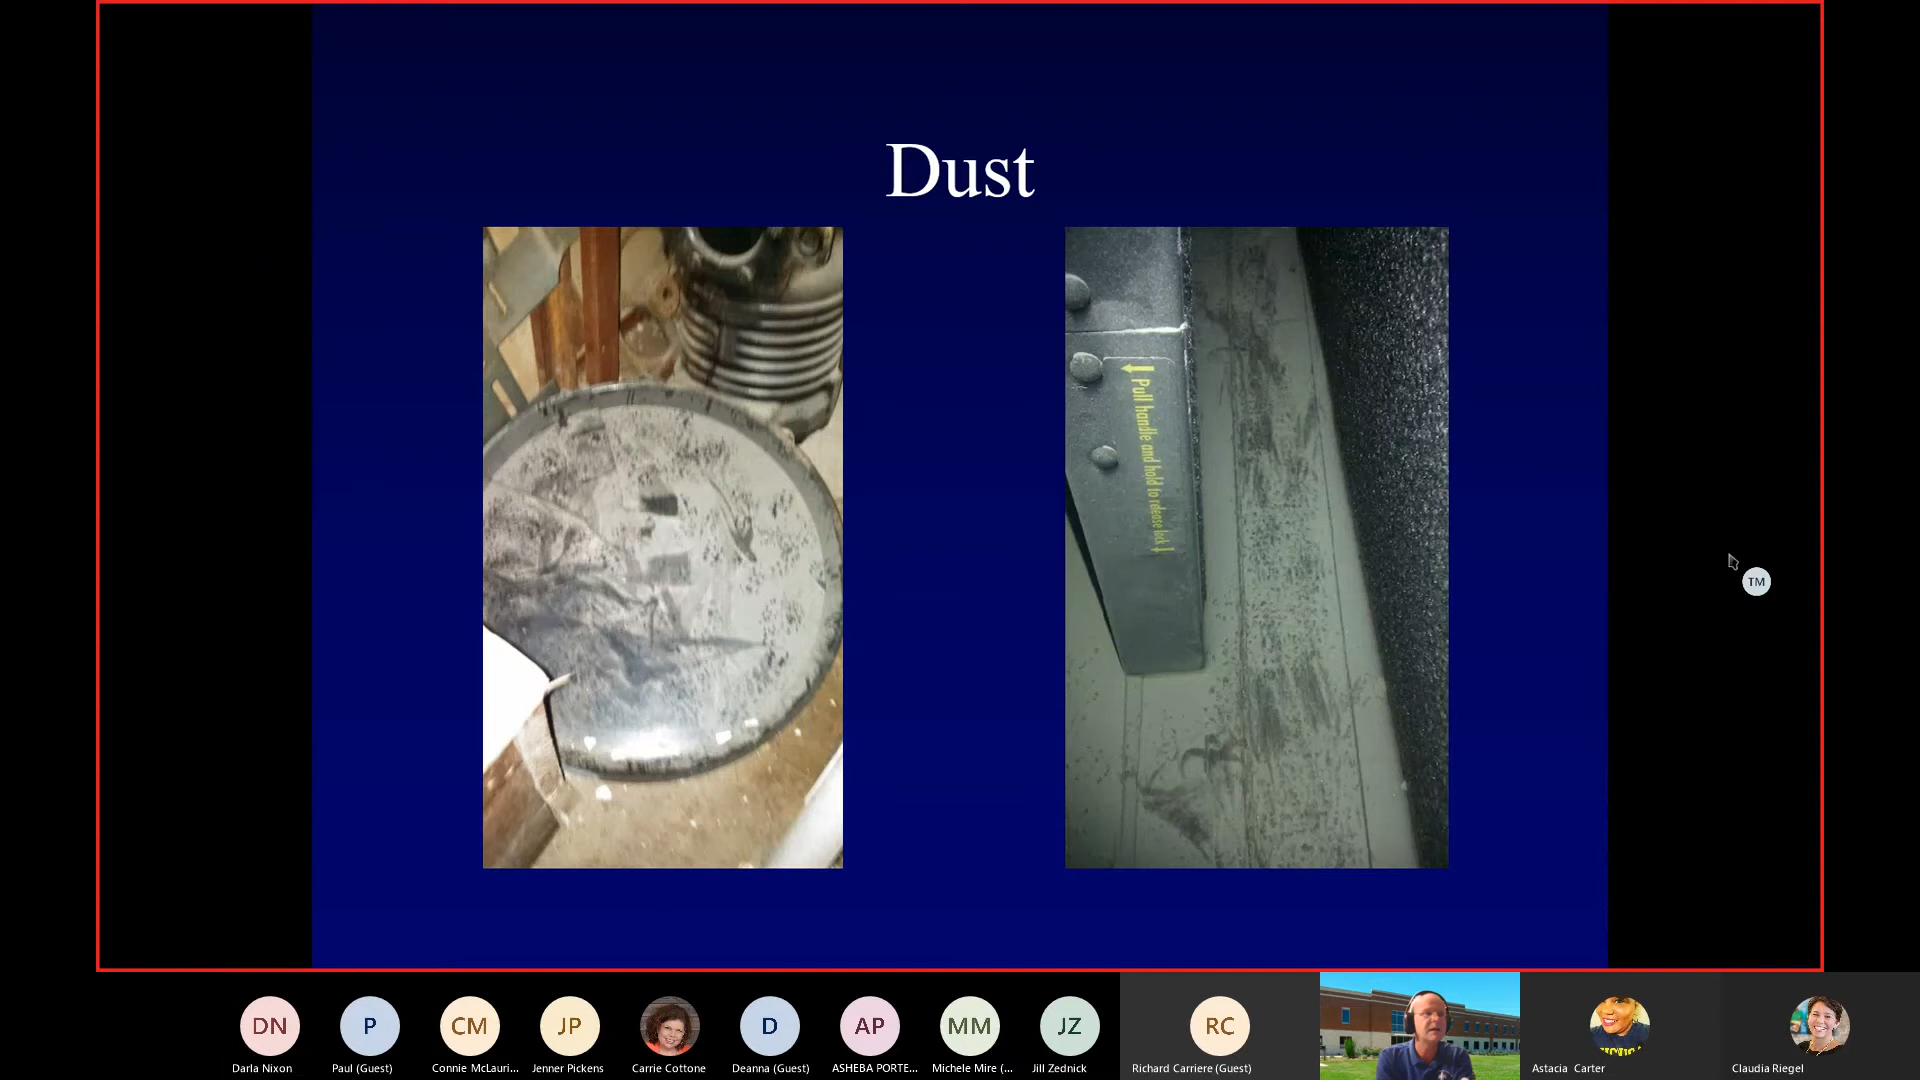 Dust
Pull handle and hold to release lock
TM
DN
P
CM
JP
D
AP
MM
JZ
RC
Darla Nixon
Paul (Guest)
Connie McLauri...
Jenner Pickens
Carrie Cottone
Deanna (Guest)
ASHEBA PORTE...
Michele Mire (...
Jill Zednick
Richard Carriere (Guest)
Astacia Carter
Claudia Riegel